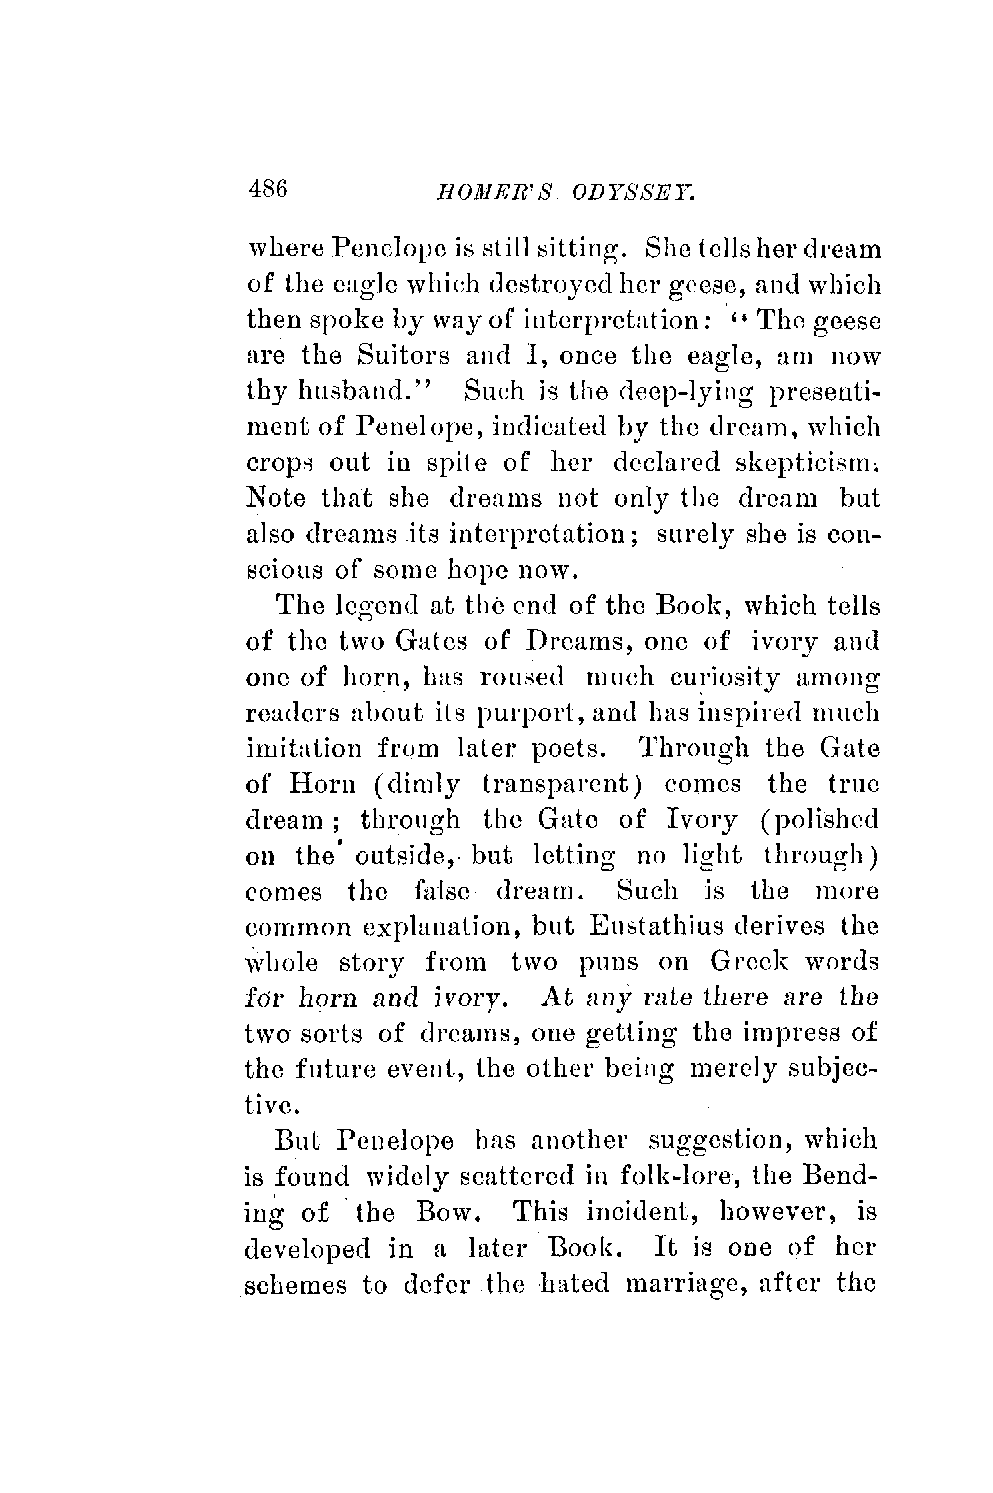 486 HOMER'S ODYSSEY.
where Penelope is still sitting. She tells her dream
of the eagle which destroyed her geese, and which
then spoke by way of interpretation: "The geese
are the Suitors and I, once the eagle, am now
thy husband." Such is the deep-lying presenti-
ment of Penelope, indicated by the dream, which
crops out in spite of her declared skepticism.
Note that she dreams not only the dream but
also dreams its interpretation; surely she is con-
scious of some hope now.
The legend at the end of the Book, which tells
of the two Gates of Dreams, one of ivory and
one of horn, has roused much curiosity among
readers about its purport, and has inspired much
imitation from later poets. Through the Gate
of Horn (dimly transparent) comes the true
dream; through the Gate of Ivory (polished
on the outside, but letting no light through)
comes the false dream. Such is the more
common explanation, but Eustathius derives the
whole story from two puns on Greek words
for horn and ivory. At any rate there are the
two sorts of dreams, one getting the impress of
the future event, the other being merely subjec-
tive.
But Penelope has another suggestion, which
is found widely scattered in folk-lore, the Bend-
ing of the Bow. This incident, however, is
developed in a later Book. It is one of her
schemes to defer the hated marriage, after the